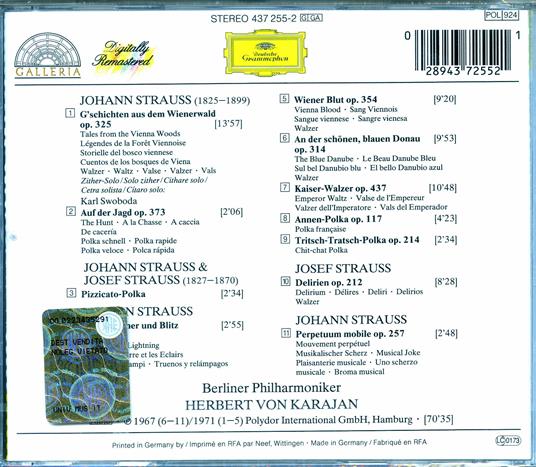 STEREO 437 255-2 GI GA
POL 924
GALLERIA
Digitally
Remastered
Deutsche
Grammophon
0 28943 72552 1
JOHANN STRAUSS (1825-1899)
1 G'schichten aus dem Wienerwald
op. 325 [13'57]
Tales from the Vienna Woods
Légendes de la Forêt Viennoise
Storielle del bosco viennese
Cuentos de los bosques de Viena
Walzer · Waltz · Valse · Valzer · Vals
Zither-Solo / Solo zither / Cithare solo /
Cetra solista / Cítaro solo:
Karl Swoboda
2 Auf der Jagd op. 373 [2'06]
The Hunt · A la Chasse · A caccia
De cacería
Polka schnell · Polka rapide
Polka veloce · Polca rápida
JOHANN STRAUSS &
JOSEF STRAUSS (1827-1870)
3 Pizzicato-Polka [2'34]
NN STRAUSS
ner und Blitz [2'55]
Lightning
rre et les Eclairs
mpi · Truenos y relámpagos
DEST. VENDITA
NOLEG. VIETATO
5 Wiener Blut op. 354 [9'20]
Vienna Blood · Sang Viennois
Sangue viennese · Sangre vienesa
Walzer
6 An der schönen, blauen Donau [9'53]
op. 314
The Blue Danube · Le Beau Danube Bleu
Sul bel Danubio blu · El bello Danubio azul
Walzer
7 Kaiser-Walzer op. 437 [10'48]
Emperor Waltz · Valse de l'Empereur
Valzer dell'Imperatore · Vals del Emperador
8 Annen-Polka op. 117 [4'23]
Polka française
9 Tritsch-Tratsch-Polka op. 214 [2'34]
Chit-chat Polka
JOSEF STRAUSS
10 Delirien op. 212 [8'28]
Delirium · Délires · Deliri · Delirios
Walzer
JOHANN STRAUSS
11 Perpetuum mobile op. 257 [2'48]
Mouvement perpétuel
Musikalischer Scherz · Musical Joke
Plaisanterie musicale · Uno scherzo
musicale · Broma musical
Berliner Philharmoniker
HERBERT VON KARAJAN
℗ 1967 (6-11)/1971 (1-5) Polydor International GmbH, Hamburg · [70'35]
Printed in Germany by / Imprimé en RFA par Neef, Wittingen · Made in Germany / Fabriqué en RFA
LC 0173